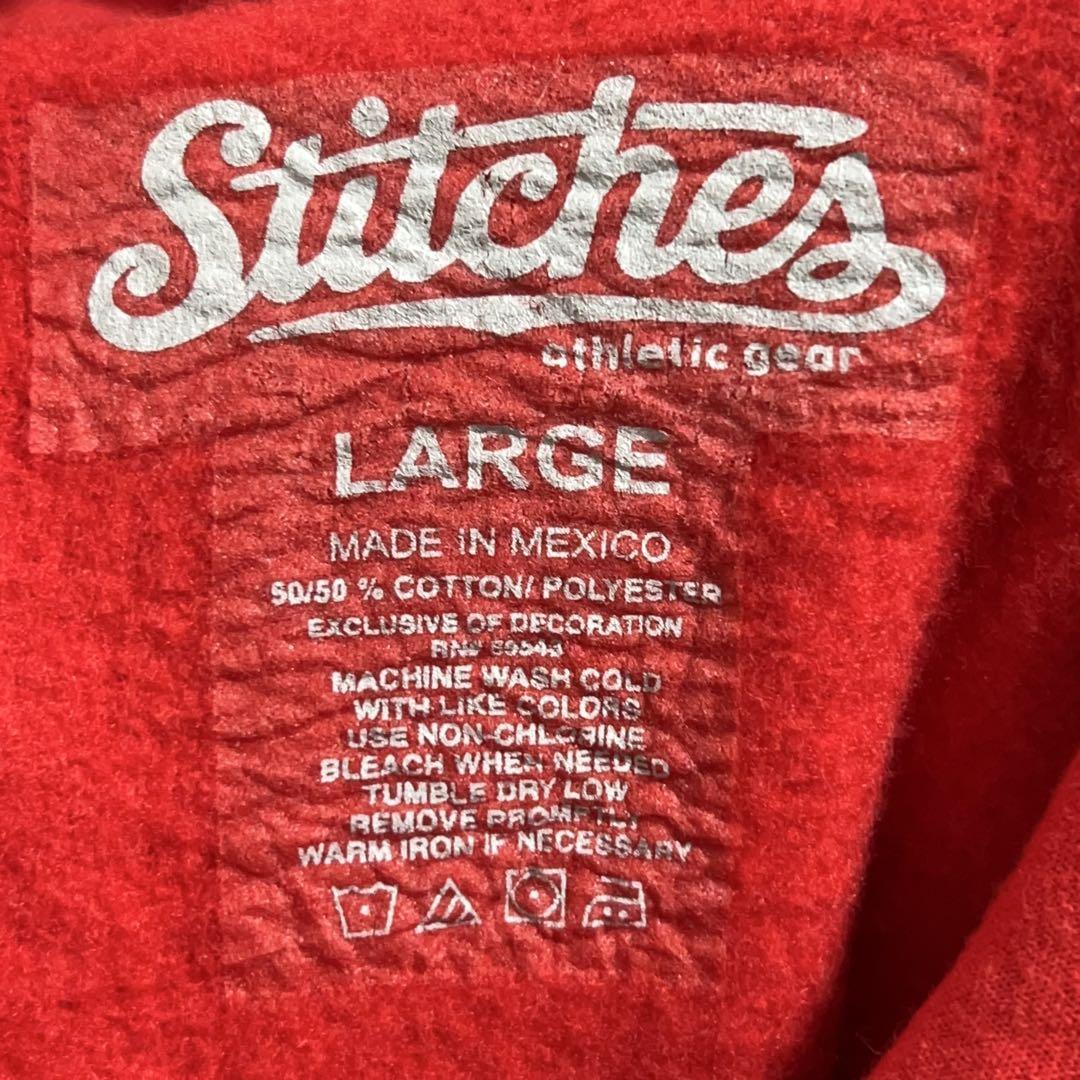 Stitches
athletic gear
LARGE
MADE IN MEXICO
50/50 % COTTON/ POLYESTER
EXCLUSIVE OF DECORATION
RN#
MACHINE WASH COLD
WITH LIKE COLORS
USE NON-CHLORINE
BLEACH WHEN NEEDED
TUMBLE DRY LOW
REMOVE PROMPTLY
WARM IRON IF NECESSARY